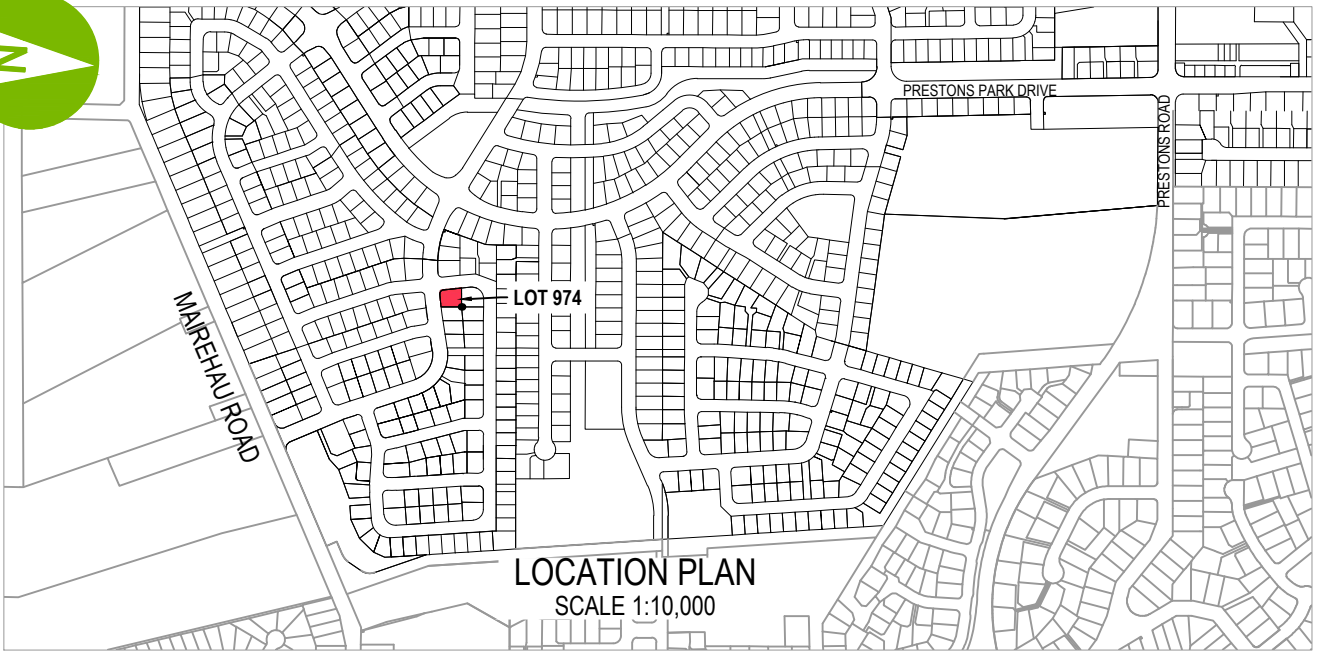 N
PRESTONS PARK DRIVE
PRESTONS ROAD
LOT 974
MAIREHAU ROAD
LOCATION PLAN
SCALE 1:10,000